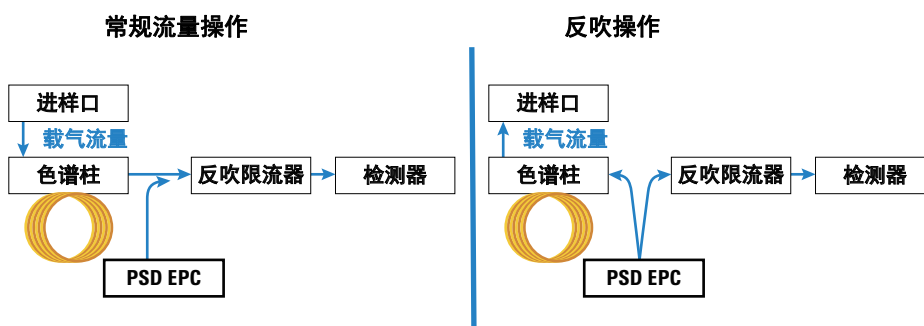 常规流量操作
进样口
载气流量
色谱柱
反吹限流器
检测器
PSD EPC
反吹操作
进样口
载气流量
色谱柱
反吹限流器
检测器
PSD EPC